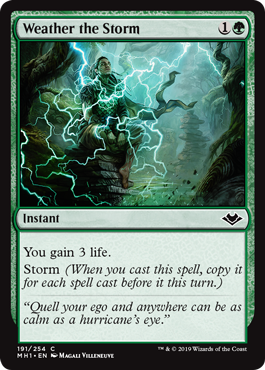 Weather the Storm 1
Instant
You gain 3 life.
Storm (When you cast this spell, copy it
for each spell cast before it this turn.)
“Quell your ego and anywhere can be as
calm as a hurricane’s eye.”
191/254 C
MH1 • EN MAGALI VILLENEUVE
™ & © 2019 Wizards of the Coast